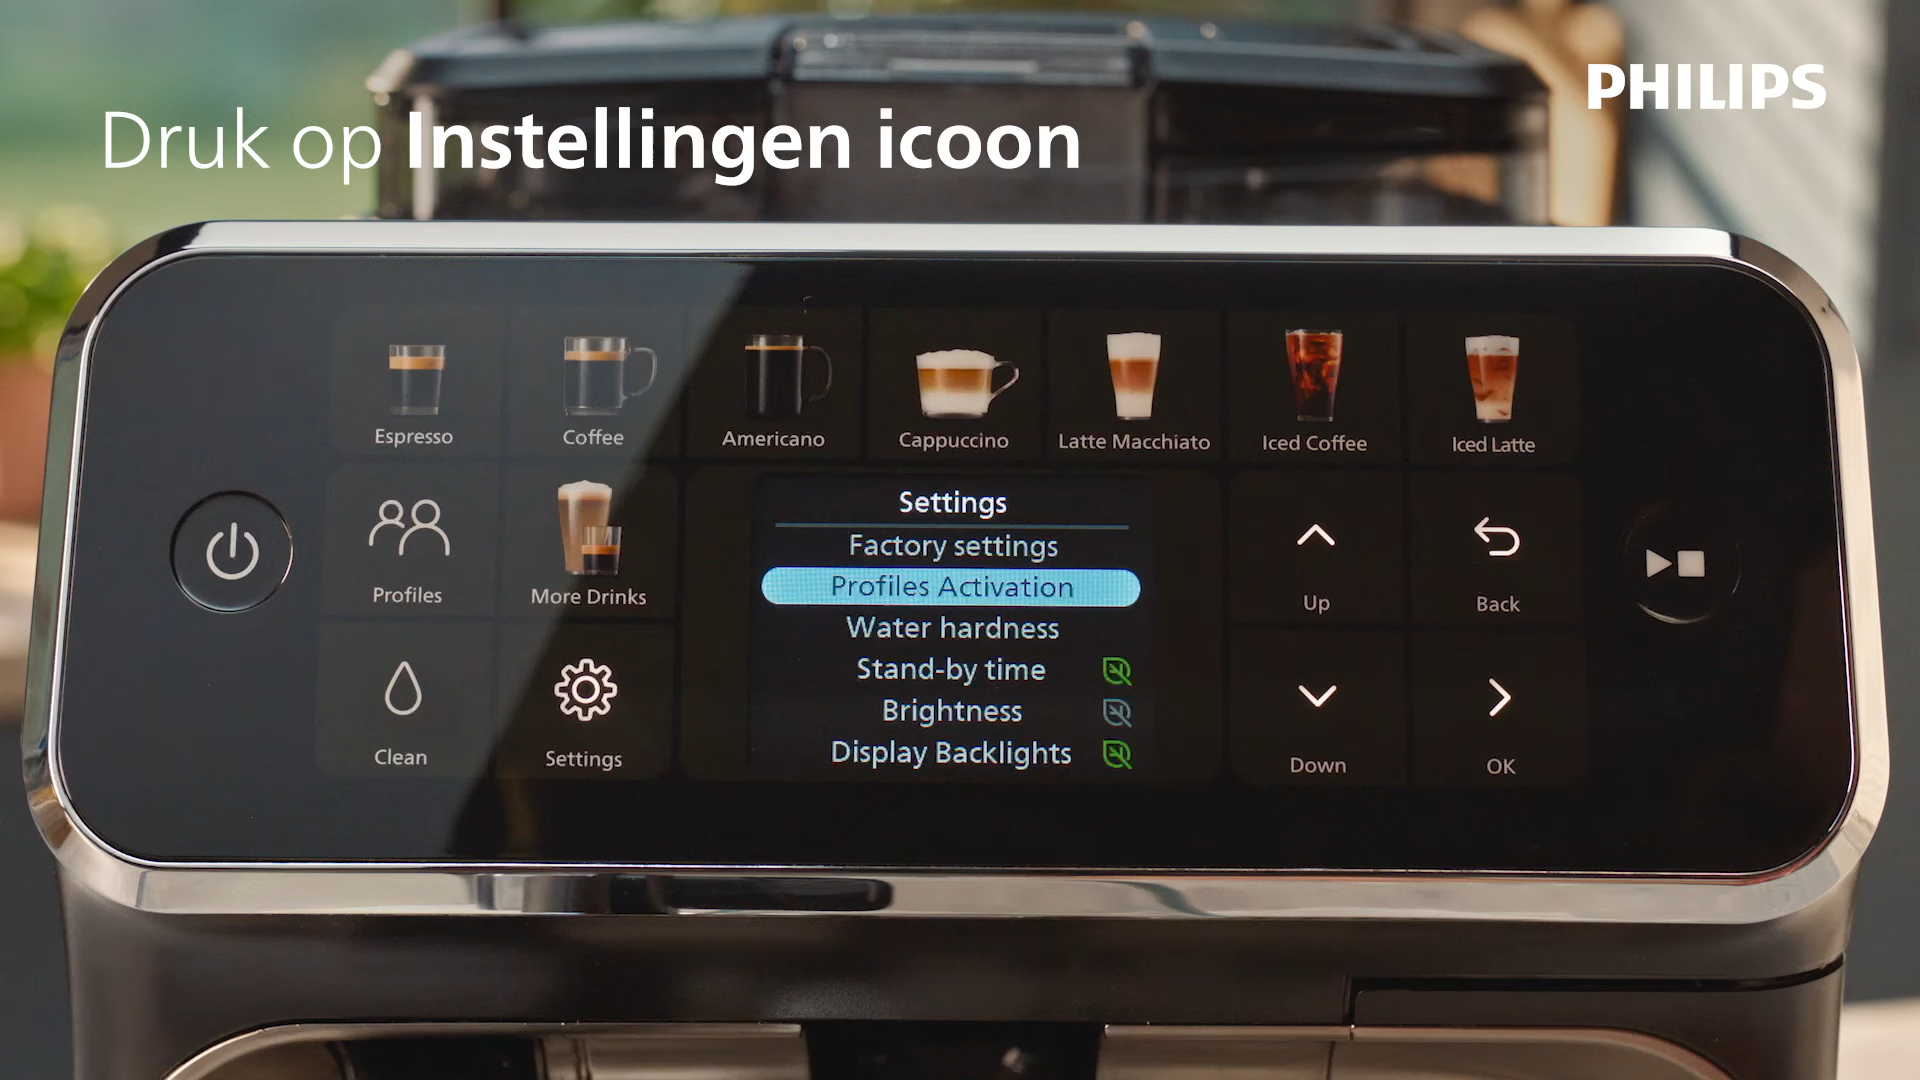 PHILIPS
Druk op Instellingen icoon
Espresso
Coffee
Americano
Cappuccino
Latte Macchiato
Iced Coffee
Iced Latte
Profiles
More Drinks
Clean
Settings
Settings
Factory settings
Profiles Activation
Water hardness
Stand-by time
Brightness
Display Backlights
Up
Back
Down
OK